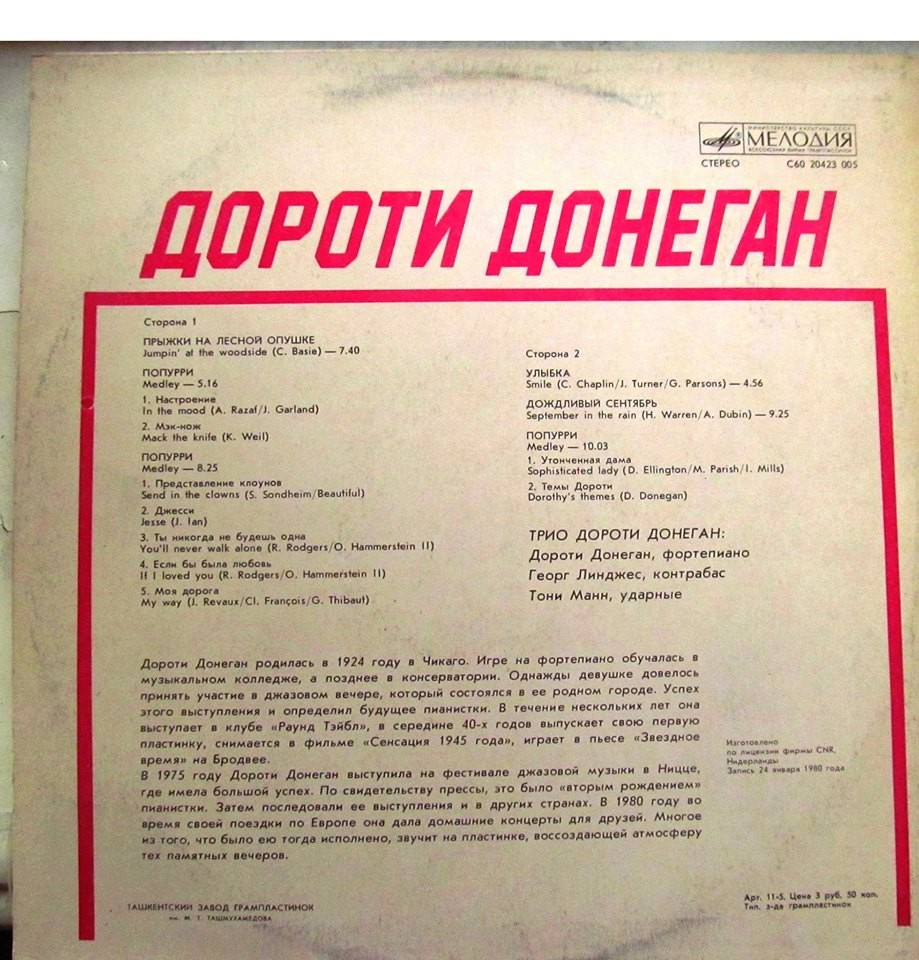 МИНИСТЕРСТВО КУЛЬТУРЫ СССР
МЕЛОДИЯ
ВСЕСОЮЗНАЯ ФИРМА ГРАМПЛАСТИНОК
СТЕРЕО С60 20423 005
ДОРОТИ ДОНЕГАН
Сторона 1
ПРЫЖКИ НА ЛЕСНОЙ ОПУШКЕ
Jumpin' at the woodside (C. Basie) — 7.40
ПОПУРРИ
Medley — 5.16
1. Настроение
In the mood (A. Razaf/J. Garland)
2. Мэк-нож
Mack the knife (K. Weil)
ПОПУРРИ
Medley — 8.25
1. Представление клоунов
Send in the clowns (S. Sondheim/Beautiful)
2. Джесси
Jesse (J. Ian)
3. Ты никогда не будешь одна
You'll never walk alone (R. Rodgers/O. Hammerstein II)
4. Если бы была любовь
If I loved you (R. Rodgers/O. Hammerstein II)
5. Моя дорога
My way (J. Revaux/Cl. François/G. Thibaut)
Сторона 2
УЛЫБКА
Smile (C. Chaplin/J. Turner/G. Parsons) — 4.56
ДОЖДЛИВЫЙ СЕНТЯБРЬ
September in the rain (H. Warren/A. Dubin) — 9.25
ПОПУРРИ
Medley — 10.03
1. Утонченная дама
Sophisticated lady (D. Ellington/M. Parish/I. Mills)
2. Темы Дороти
Dorothy's themes (D. Donegan)
ТРИО ДОРОТИ ДОНЕГАН:
Дороти Донеган, фортепиано
Георг Линджес, контрабас
Тони Манн, ударные
Дороти Донеган родилась в 1924 году в Чикаго. Игре на фортепиано обучалась в
музыкальном колледже, а позднее в консерватории. Однажды девушке довелось
принять участие в джазовом вечере, который состоялся в ее родном городе. Успех
этого выступления и определил будущее пианистки. В течение нескольких лет она
выступает в клубе «Раунд Тэйбл», в середине 40-х годов выпускает свою первую
пластинку, снимается в фильме «Сенсация 1945 года», играет в пьесе «Звездное
время» на Бродвее.
В 1975 году Дороти Донеган выступила на фестивале джазовой музыки в Ницце,
где имела большой успех. По свидетельству прессы, это было «вторым рождением»
пианистки. Затем последовали ее выступления и в других странах. В 1980 году во
время своей поездки по Европе она дала домашние концерты для друзей. Многое
из того, что было ею тогда исполнено, звучит на пластинке, воссоздающей атмосферу
тех памятных вечеров.
Изготовлено
по лицензии фирмы CNR,
Нидерланды
Запись 24 января 1980 года
ТАШКЕНТСКИЙ ЗАВОД ГРАМПЛАСТИНОК
им. М. Т. ТАШМУХАМЕДОВА
Арт. 11-5. Цена 3 руб. 50 коп.
Тип. з-да грампластинок